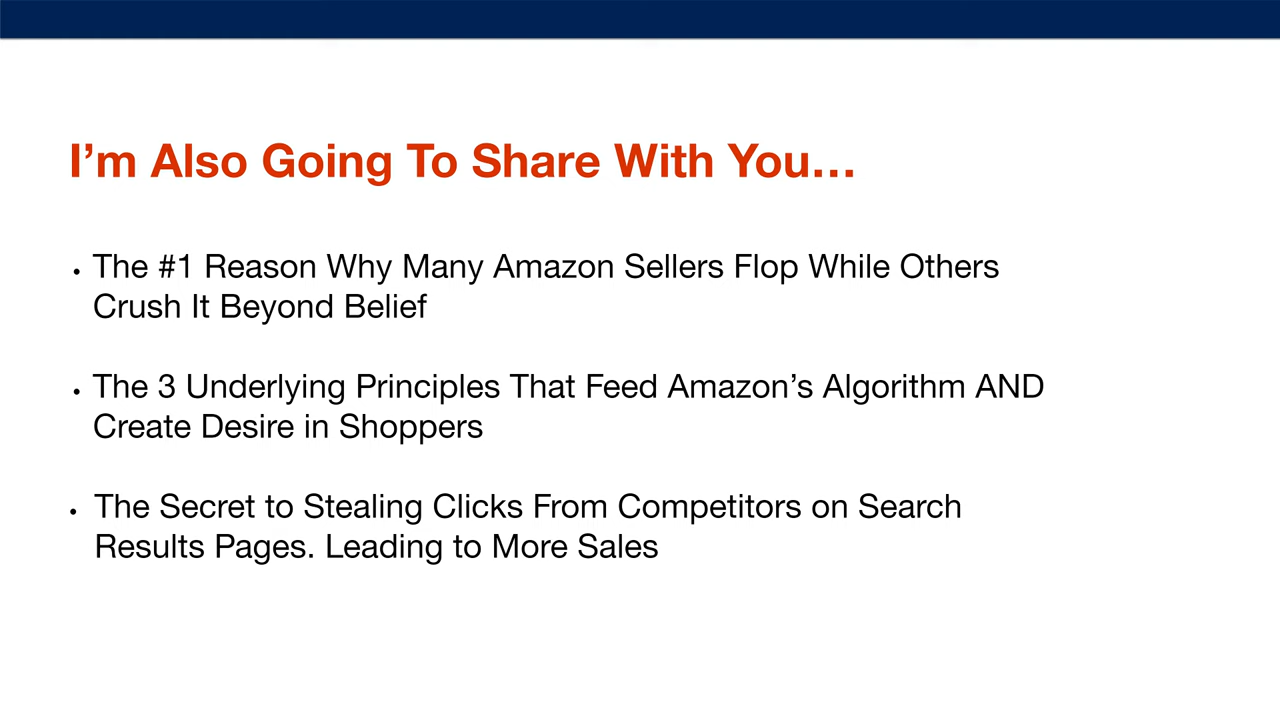 I’m Also Going To Share With You…
• The #1 Reason Why Many Amazon Sellers Flop While Others
Crush It Beyond Belief
• The 3 Underlying Principles That Feed Amazon’s Algorithm AND
Create Desire in Shoppers
• The Secret to Stealing Clicks From Competitors on Search
Results Pages. Leading to More Sales